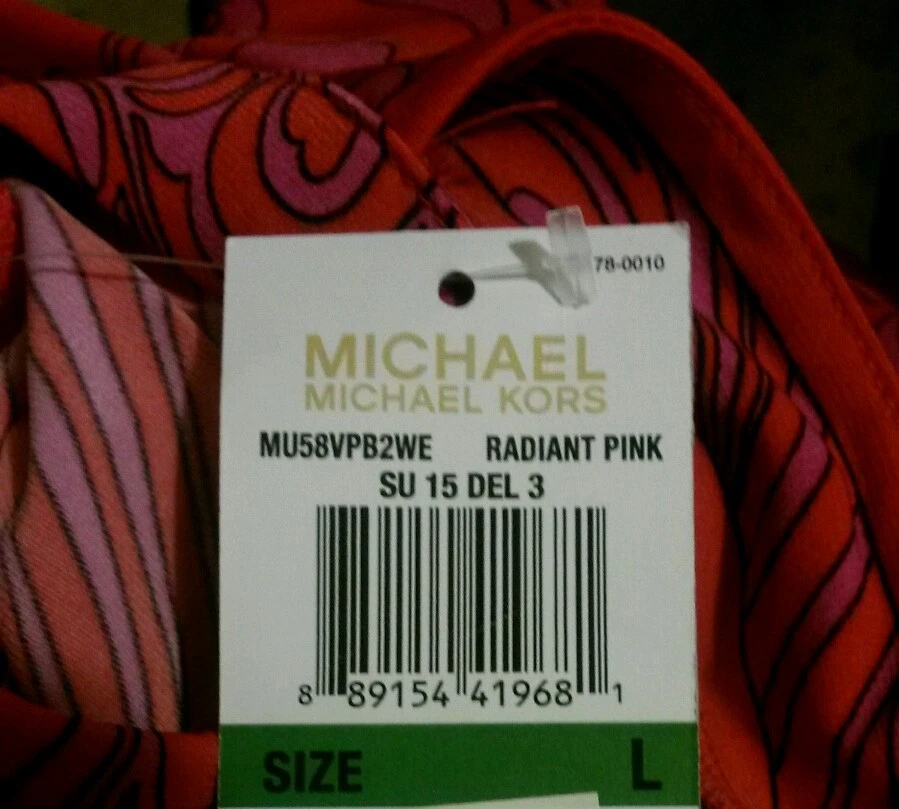 78-0010
MICHAEL
MICHAEL KORS
MU58VPB2WE RADIANT PINK
SU 15 DEL 3
8 89154 41968 1
SIZE L